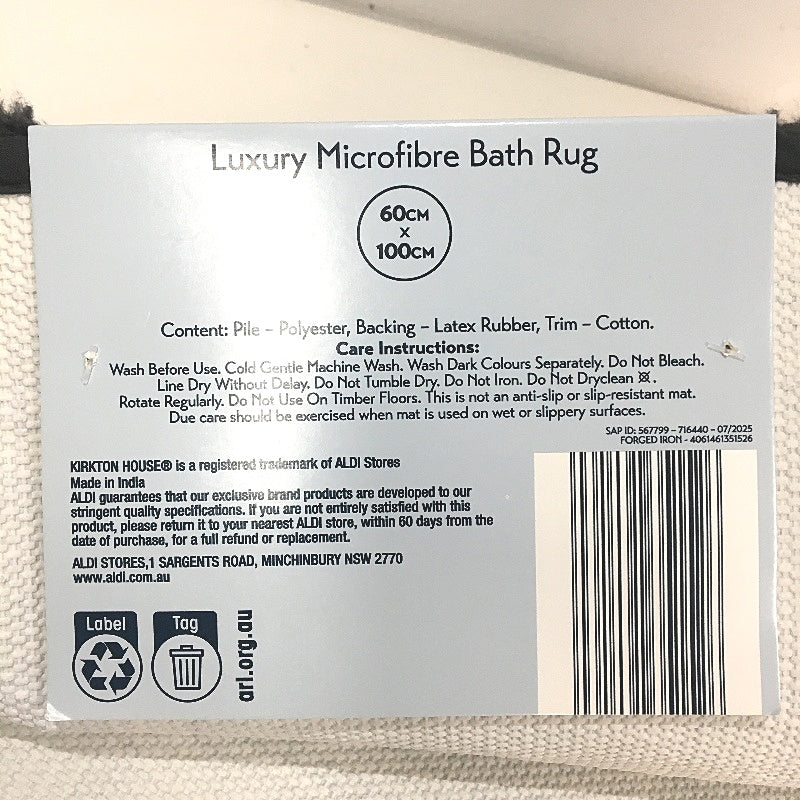 Luxury Microfibre Bath Rug
60CM
X
100CM
Content: Pile – Polyester, Backing – Latex Rubber, Trim – Cotton.
Care Instructions:
Wash Before Use. Cold Gentle Machine Wash. Wash Dark Colours Separately. Do Not Bleach.
Line Dry Without Delay. Do Not Tumble Dry. Do Not Iron. Do Not Dryclean.
Rotate Regularly. Do Not Use On Timber Floors. This is not an anti-slip or slip-resistant mat.
Due care should be exercised when mat is used on wet or slippery surfaces.
SAP ID: 567799 – 716440 – 07/2025
FORGED IRON - 4061461351526
KIRKTON HOUSE® is a registered trademark of ALDI Stores
Made in India
ALDI guarantees that our exclusive brand products are developed to our
stringent quality specifications. If you are not entirely satisfied with this
product, please return it to your nearest ALDI store, within 60 days from the
date of purchase, for a full refund or replacement.
ALDI STORES,1 SARGENTS ROAD, MINCHINBURY NSW 2770
www.aldi.com.au
Label
Tag
arl.org.au